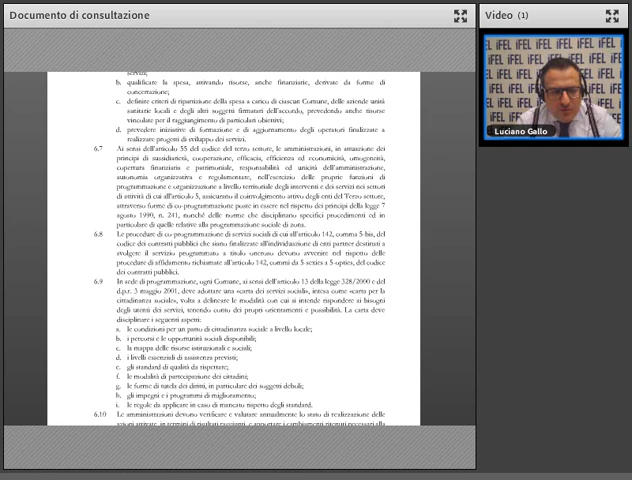 Documento di consultazione
Video (1)
iFEL iFEL iFEL iFEL
Luciano Gallo
servizi;
b. qualificare la spesa, attivando risorse, anche finanziarie, derivate da forme di
concertazione;
c. definire criteri di ripartizione della spesa a carico di ciascun Comune, delle aziende unità
sanitarie locali e degli altri soggetti firmatari dell'accordo, prevedendo anche risorse
vincolate per il raggiungimento di particolari obiettivi;
d. prevedere iniziative di formazione e di aggiornamento degli operatori finalizzate a
realizzare progetti di sviluppo dei servizi.
6.7 Ai sensi dell'articolo 55 del codice del terzo settore, le amministrazioni, in attuazione dei
principi di sussidiarietà, cooperazione, efficacia, efficienza ed economicità, omogeneità,
copertura finanziaria e patrimoniale, responsabilità ed unicità dell'amministrazione,
autonomia organizzativa e regolamentare, nell'esercizio delle proprie funzioni di
programmazione e organizzazione a livello territoriale degli interventi e dei servizi nei settori
di attività di cui all'articolo 5, assicurano il coinvolgimento attivo degli enti del Terzo settore,
attraverso forme di co-programmazione poste in essere nel rispetto dei principi della legge 7
agosto 1990, n. 241, nonché delle norme che disciplinano specifici procedimenti ed in
particolare di quelle relative alla programmazione sociale di zona.
6.8 Le procedure di co-programmazione di servizi sociali di cui all'articolo 142, comma 5-bis, del
codice dei contratti pubblici che siano finalizzate all'individuazione di enti partner destinati a
svolgere il servizio programmato a titolo oneroso devono avvenire nel rispetto delle
procedure di affidamento richiamate all'articolo 142, commi da 5-sexies a 5-opties, del codice
dei contratti pubblici.
6.9 In sede di programmazione, ogni Comune, ai sensi dell'articolo 13 della legge 328/2000 e del
d.p.r. 3 maggio 2001, deve adottare una «carta dei servizi sociali», intesa come «carta per la
cittadinanza sociale», volta a delineare le modalità con cui si intende rispondere ai bisogni
degli utenti dei servizi, tenendo conto dei propri orientamenti e possibilità. La carta deve
disciplinare i seguenti aspetti:
a. le condizioni per un patto di cittadinanza sociale a livello locale;
b. i percorsi e le opportunità sociali disponibili;
c. la mappa delle risorse istituzionali e sociali;
d. i livelli essenziali di assistenza previsti;
e. gli standard di qualità da rispettare;
f. le modalità di partecipazione dei cittadini;
g. le forme di tutela dei diritti, in particolare dei soggetti deboli;
h. gli impegni e i programmi di miglioramento;
i. le regole da applicare in caso di mancato rispetto degli standard.
6.10 Le amministrazioni devono verificare e valutare annualmente lo stato di realizzazione delle
azioni attivate, in termini di risultati raggiunti, e apportare i cambiamenti ritenuti necessari alla